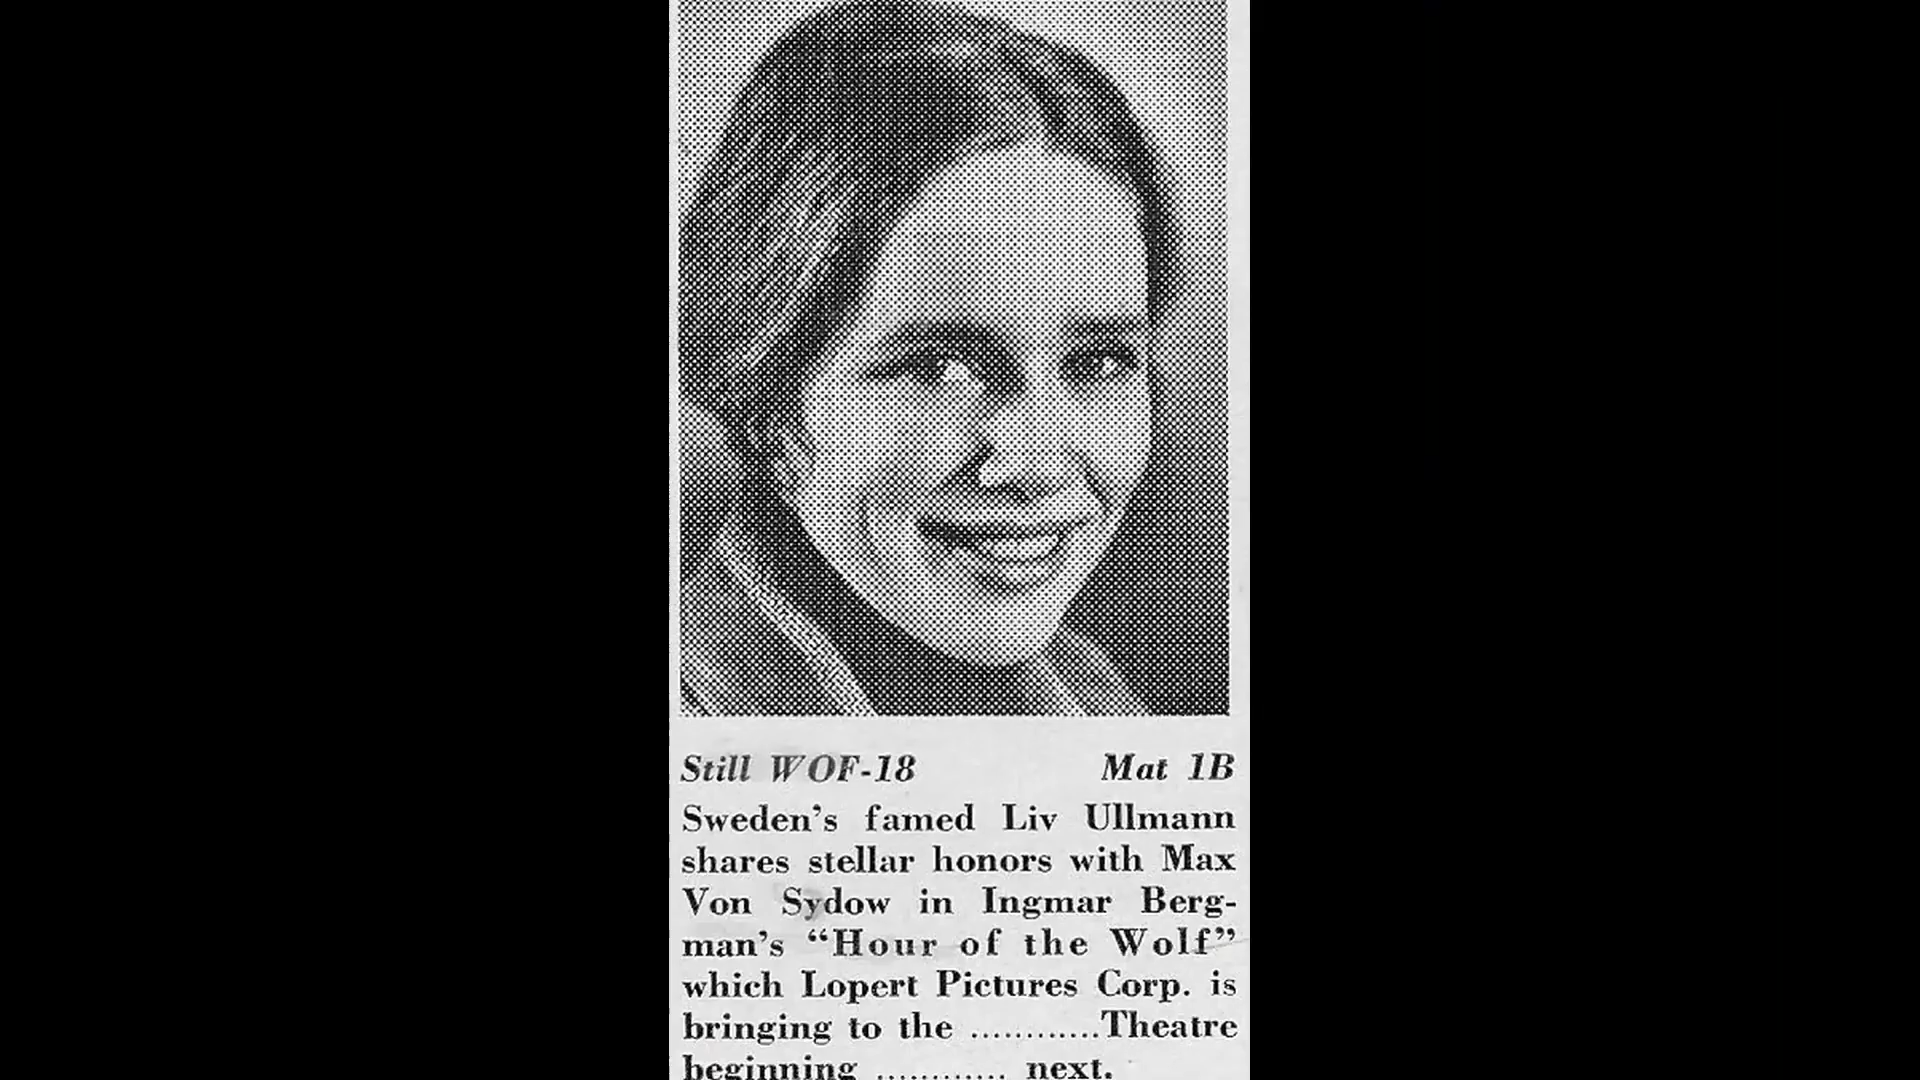 Still WOF-18 Mat 1B
Sweden's famed Liv Ullmann
shares stellar honors with Max
Von Sydow in Ingmar Berg-
man's “Hour of the Wolf”
which Lopert Pictures Corp. is
bringing to the ............Theatre
beginning ............ next.